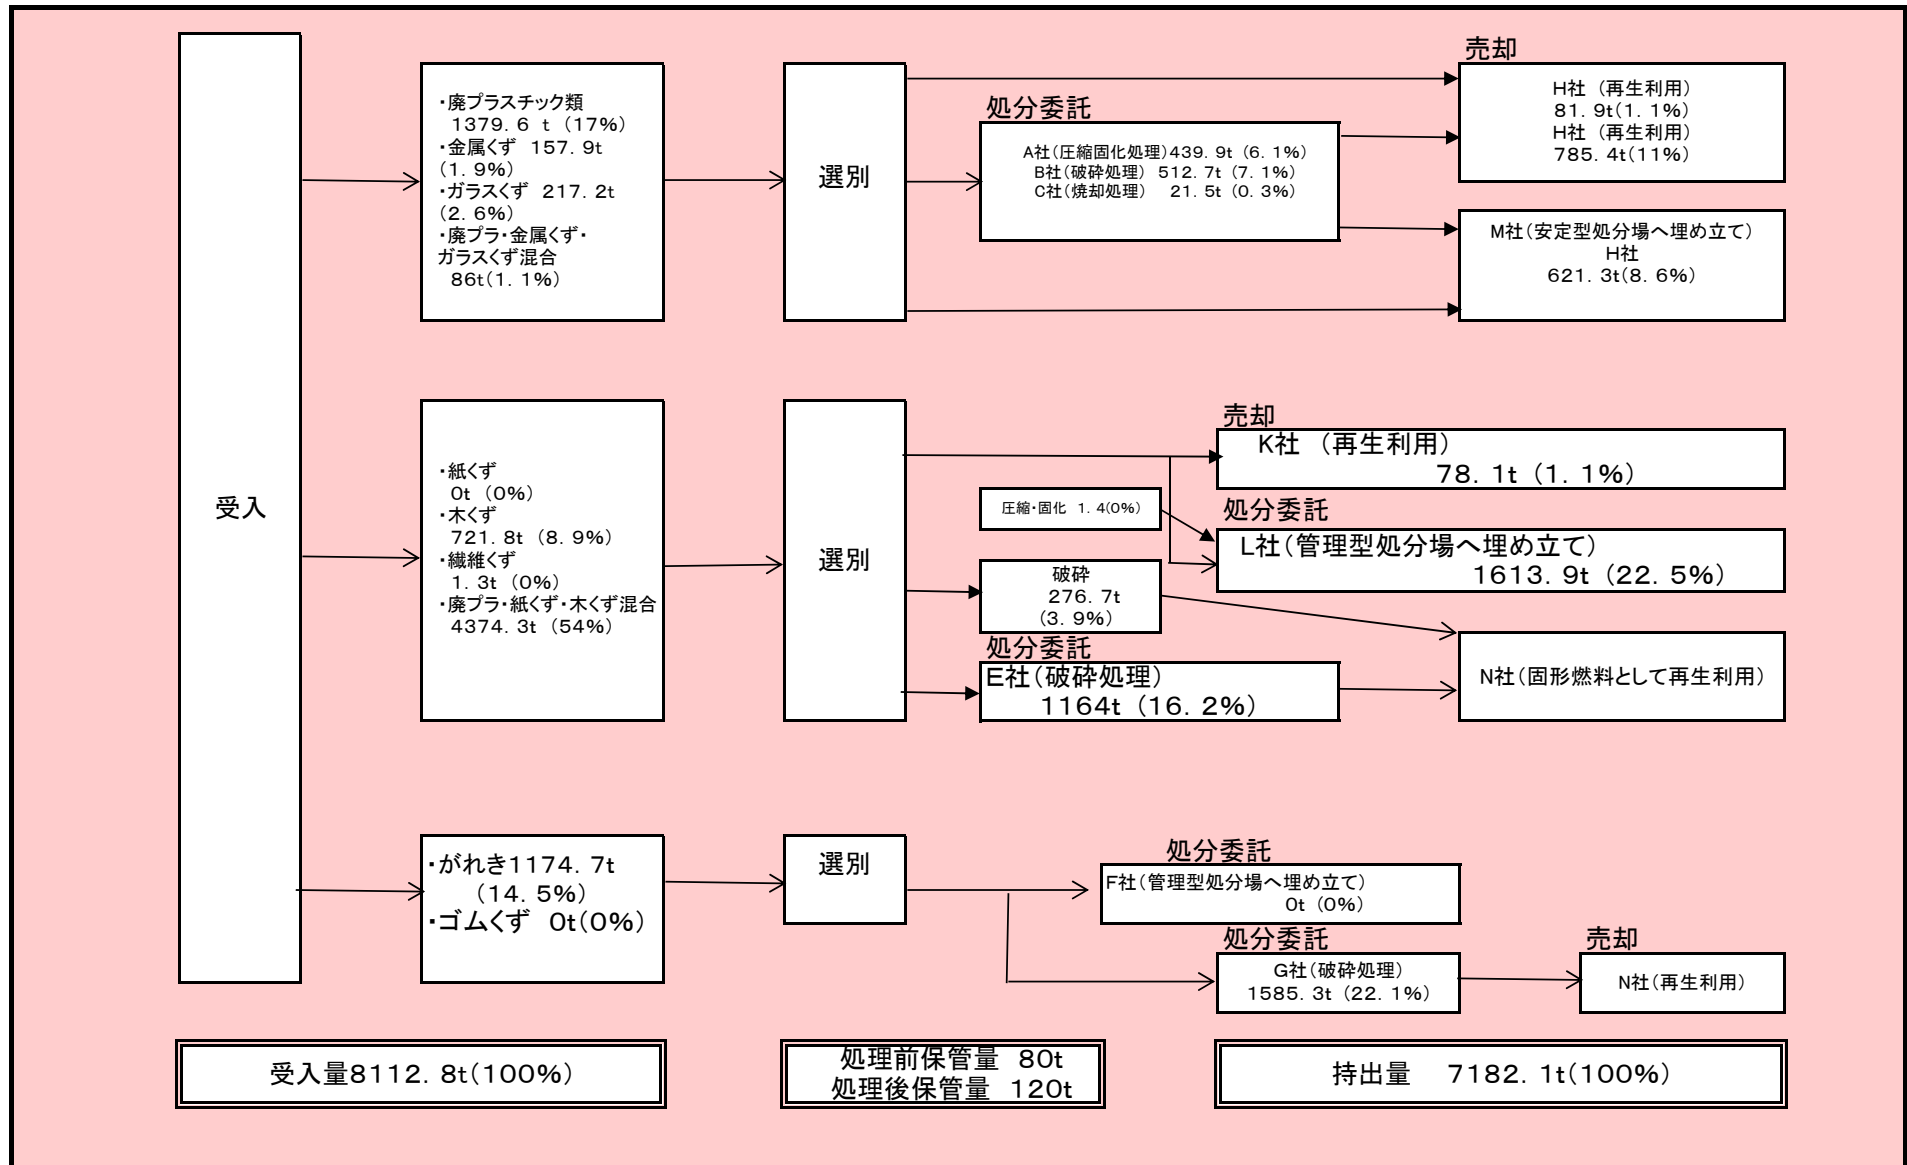 受入
・廃プラスチック類
1379．6 ｔ （17％）
・金属くず 157．9t
（1．9％）
・ガラスくず 217．2t
（2．6％）
・廃プラ・金属くず・
ガラスくず混合
86t（1．1％）
選別
処分委託
A社（圧縮固化処理）439．9t （6．1％）
B社（破砕処理） 512．7t （7．1％）
C社（焼却処理） 21．5t （0．3％）
売却
H社 （再生利用）
81．9t（1．1％）
H社 （再生利用）
785．4t（11％）
M社（安定型処分場へ埋め立て）
H社
621．3t（8．6％）
・紙くず
0t （0％）
・木くず
721．8t （8．9％）
・繊維くず
1．3t （0％）
・廃プラ・紙くず・木くず混合
4374．3t （54％）
選別
売却
K社 （再生利用）
78．1t （1．1％）
圧縮・固化 1．4（0％）
処分委託
L社（管理型処分場へ埋め立て）
1613．9t （22．5％）
破砕
276．7t
（3．9％）
処分委託
E社（破砕処理）
1164t （16．2％）
N社（固形燃料として再生利用）
・がれき1174．7t
（14．5％）
・ゴムくず 0t（0％）
選別
処分委託
F社（管理型処分場へ埋め立て）
0t （0％）
処分委託
G社（破砕処理）
1585．3t （22．1％）
売却
N社（再生利用）
受入量8112．8t（100％）
処理前保管量 80t
処理後保管量 120t
持出量 7182．1t（100％）